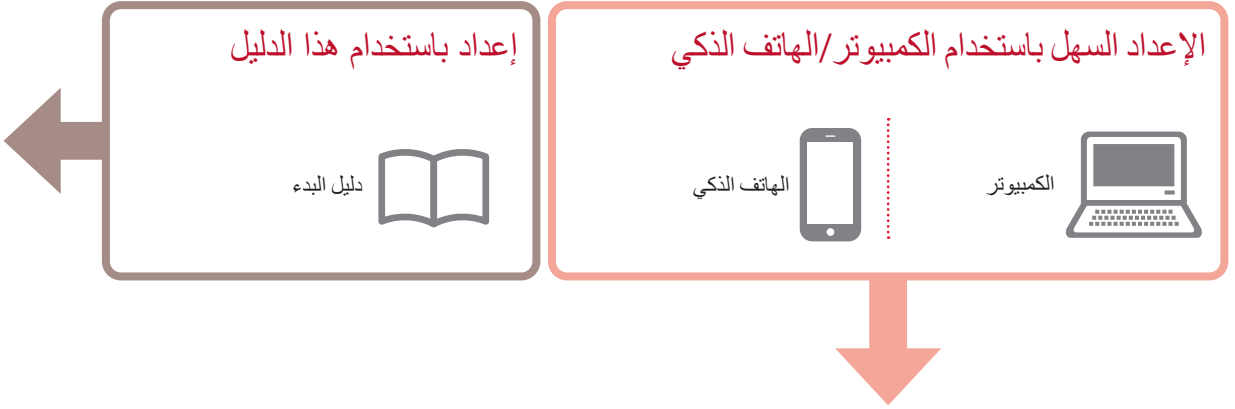 الإعداد السهل باستخدام الكمبيوتر/الهاتف الذكي
الكمبيوتر
الهاتف الذكي
إعداد باستخدام هذا الدليل
دليل البدء